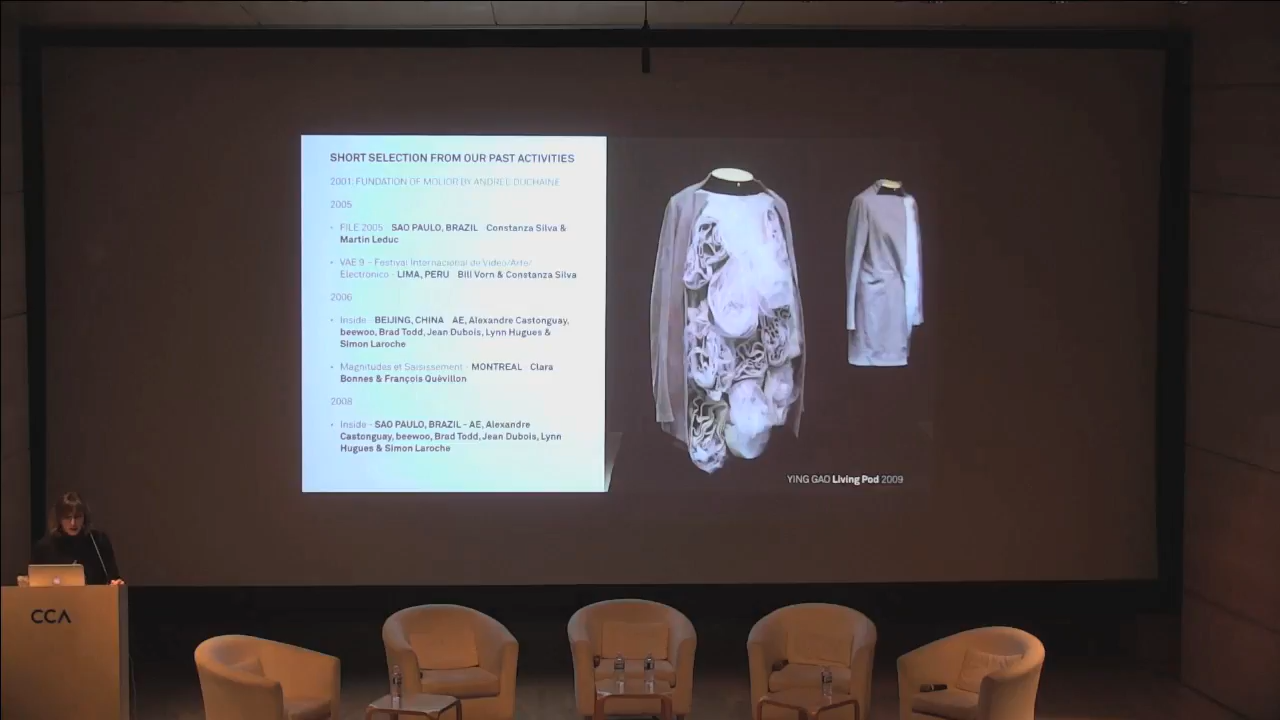 SHORT SELECTION FROM OUR PAST ACTIVITIES
2001: FUNDATION OF MOLIOR BY ANDRÉE DUCHAINE
2005
• FILE 2005 - SAO PAULO, BRAZIL Constanza Silva &
Martin Leduc
• VAE 9 – Festival Internacional de Video/Arte/
Electronico - LIMA, PERU Bill Vorn & Constanza Silva
2006
• Inside - BEIJING, CHINA AE, Alexandre Castonguay,
beewoo, Brad Todd, Jean Dubois, Lynn Hugues &
Simon Laroche
• Magnitudes et Saisissement - MONTREAL Clara
Bonnes & François Quévillon
2008
• Inside - SAO PAULO, BRAZIL - AE, Alexandre
Castonguay, beewoo, Brad Todd, Jean Dubois, Lynn
Hugues & Simon Laroche
YING GAO Living Pod 2009
CCA